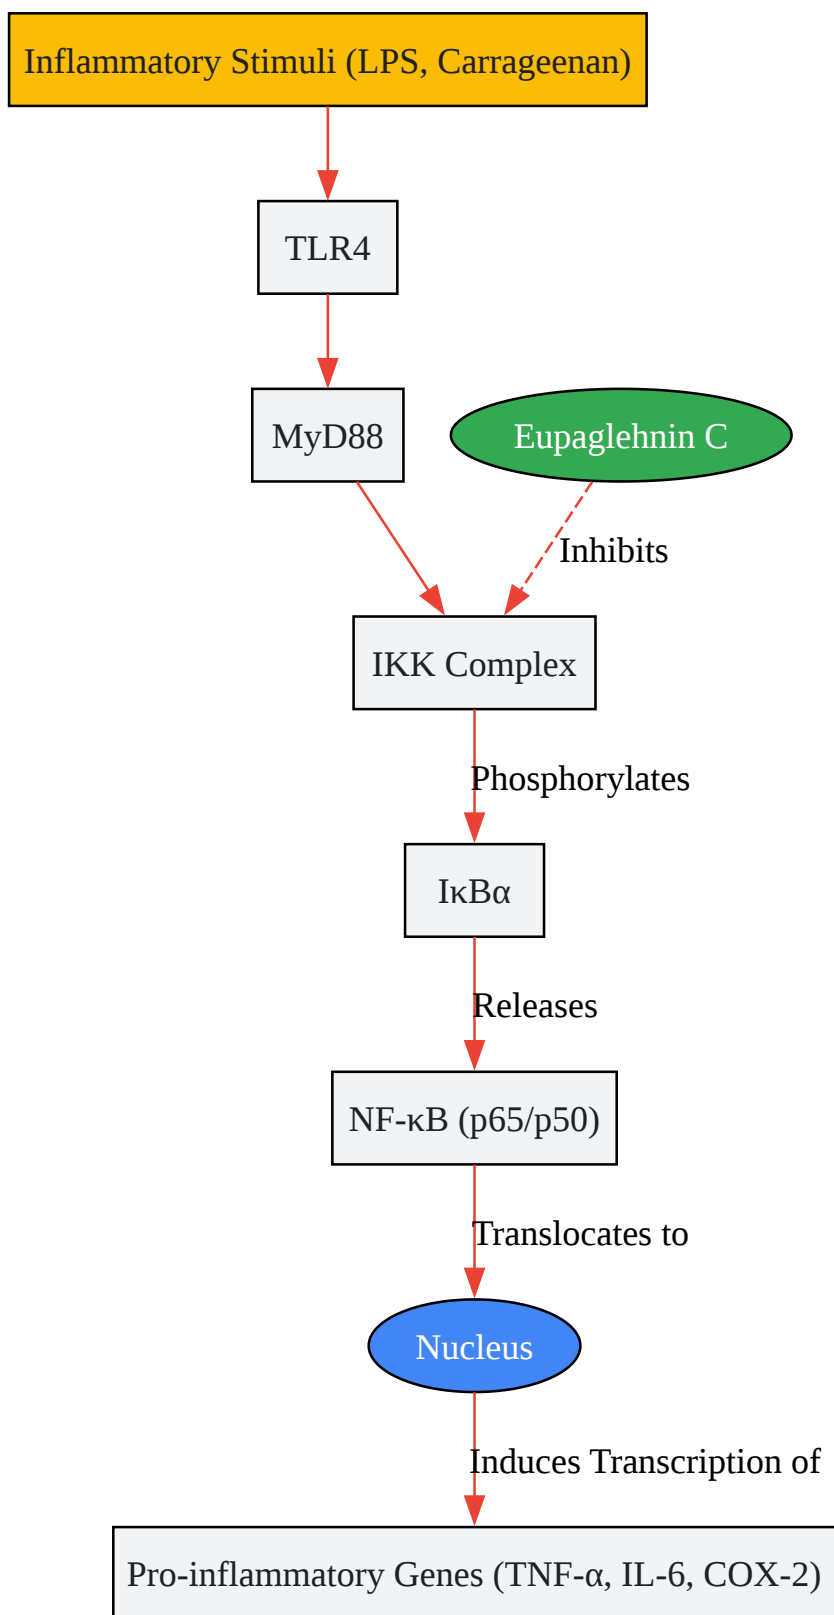 Inflammatory Stimuli (LPS, Carrageenan)
TLR4
MyD88
Eupaglehnin C
Inhibits
IKK Complex
Phosphorylates
IκBα
Releases
NF-κB (p65/p50)
Translocates to
Nucleus
Induces Transcription of
Pro-inflammatory Genes (TNF-α, IL-6, COX-2)